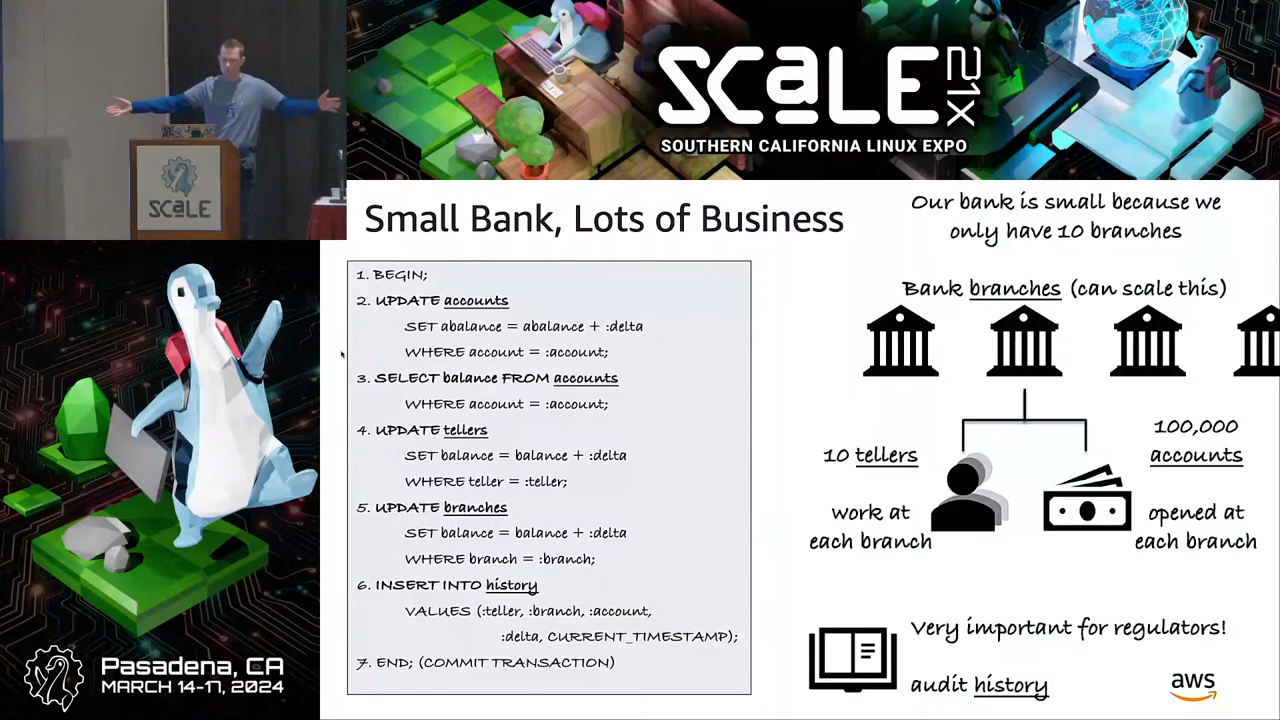 SCaLE
21X
SOUTHERN CALIFORNIA LINUX EXPO
SCaLE
Small Bank, Lots of Business
1. BEGIN;
2. UPDATE accounts
SET abalance = abalance + :delta
WHERE account = :account;
3. SELECT balance FROM accounts
WHERE account = :account;
4. UPDATE tellers
SET balance = balance + :delta
WHERE teller = :teller;
5. UPDATE branches
SET balance = balance + :delta
WHERE branch = :branch;
6. INSERT INTO history
VALUES (:teller, :branch, :account,
:delta, CURRENT_TIMESTAMP);
7. END; (COMMIT TRANSACTION)
Our bank is small because we
only have 10 branches
Bank branches (can scale this)
10 tellers
work at
each branch
100,000
accounts
opened at
each branch
Very important for regulators!
audit history
aws
Pasadena, CA
MARCH 14-17, 2024